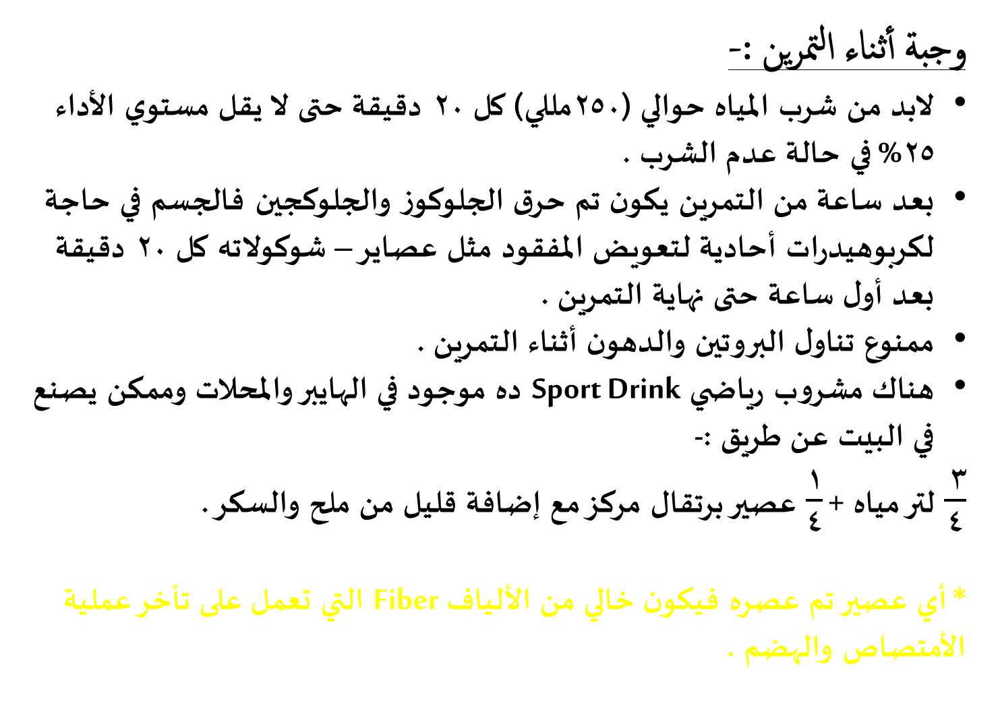 وجبة أثناء التمرين :-
• لابد من شرب المياه حوالي (٢٥٠مللي) كل ٢٠ دقيقة حتى لا يقل مستوي الأداء
٢٥% في حالة عدم الشرب .
• بعد ساعة من التمرين يكون تم حرق الجلوكوز والجلوكجين فالجسم في حاجة
لكربوهيدرات أحادية لتعويض المفقود مثل عصاير – شوكولاته كل ٢٠ دقيقة
بعد أول ساعة حتى نهاية التمرين .
• ممنوع تناول البروتين والدهون أثناء التمرين .
• هناك مشروب رياضي Sport Drink ده موجود في الهايبر والمحلات وممكن يصنع
في البيت عن طريق :-
٣/٤ لتر مياه + ١/٤ عصير برتقال مركز مع إضافة قليل من ملح والسكر .
* أي عصير تم عصره فيكون خالي من الألياف Fiber التي تعمل على تأخر عملية
الأمتصاص والهضم .